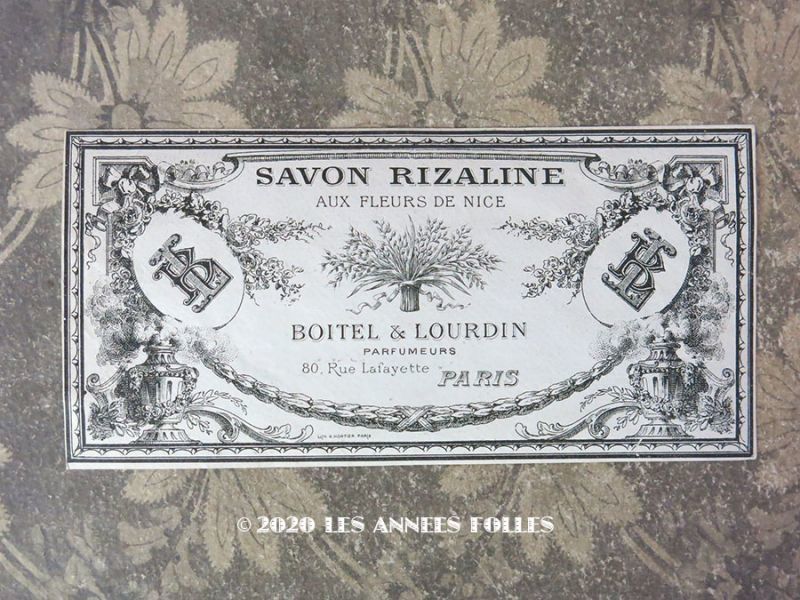 SAVON RIZALINE
AUX FLEURS DE NICE
BOITEL & LOURDIN
PARFUMEURS
80, Rue Lafayette PARIS
© 2020 LES ANNEES FOLLES